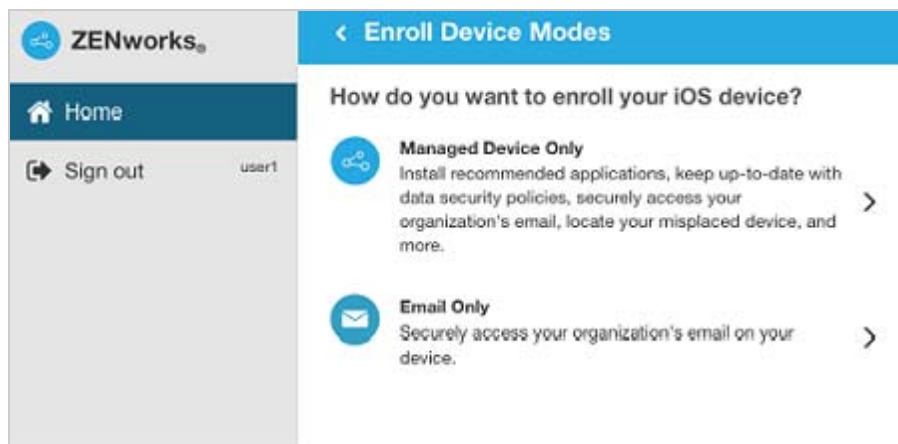 ZENworks®
Home
Sign out user1
Enroll Device Modes
How do you want to enroll your iOS device?
Managed Device Only
Install recommended applications, keep up-to-date with
data security policies, securely access your
organization's email, locate your misplaced device, and
more.
Email Only
Securely access your organization's email on your
device.